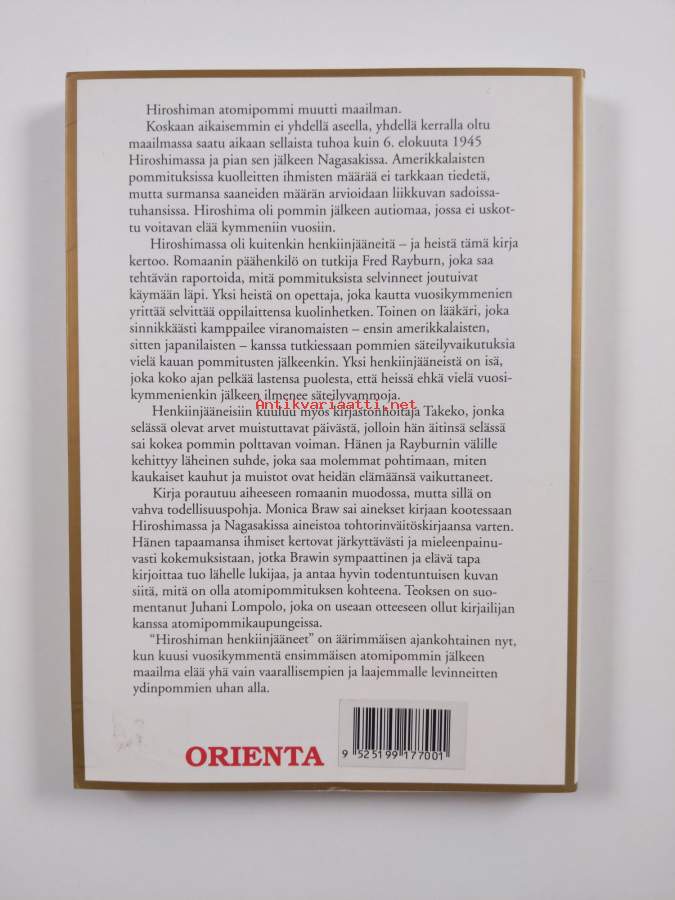 Hiroshiman atomipommi muutti maailman.
Koskaan aikaisemmin ei yhdellä aseella, yhdellä kerralla oltu
maailmassa saatu aikaan sellaista tuhoa kuin 6. elokuuta 1945
Hiroshimassa ja pian sen jälkeen Nagasakissa. Amerikkalaisten
pommituksissa kuolleitten ihmisten määrää ei tarkkaan tiedetä,
mutta surmansa saaneiden määrän arvioidaan liikkuvan sadoissa-
tuhansissa. Hiroshima oli pommin jälkeen autiomaa, jossa ei uskot-
tu voitavan elää kymmeniin vuosiin.
Hiroshimassa oli kuitenkin henkiinjääneitä – ja heistä tämä kirja
kertoo. Romaanin päähenkilö on tutkija Fred Rayburn, joka saa
tehtävän raportoida, mitä pommituksista selvinneet joutuivat
käymään läpi. Yksi heistä on opettaja, joka kautta vuosikymmenien
yrittää selvittää oppilaittensa kuolinhetken. Toinen on lääkäri, joka
sinnikkäästi kamppailee viranomaisten – ensin amerikkalaisten,
sitten japanilaisten – kanssa tutkiessaan pommien säteilyvaikutuksia
vielä kauan pommitusten jälkeenkin. Yksi henkiinjääneistä on isä,
joka koko ajan pelkää lastensa puolesta, että heissä ehkä vielä vuosi-
kymmenienkin jälkeen ilmenee säteilyvammoja.
Antikvariaatti.net
Henkiinjääneisiin kuuluu myös kirjastonhoitaja Takeko, jonka
selässä olevat arvet muistuttavat päivästä, jolloin hän äitinsä selässä
sai kokea pommin polttavan voiman. Hänen ja Rayburnin välille
kehittyy läheinen suhde, joka saa molemmat pohtimaan, miten
kaukaiset kauhut ja muistot ovat heidän elämäänsä vaikuttaneet.
Kirja porautuu aiheeseen romaanin muodossa, mutta sillä on
vahva todellisuuspohja. Monica Braw sai ainekset kirjaan kootessaan
Hiroshimassa ja Nagasakissa aineistoa tohtorinväitöskirjaansa varten.
Hänen tapaamansa ihmiset kertovat järkyttävästi ja mieleenpainu-
vasti kokemuksistaan, jotka Brawin sympaattinen ja elävä tapa
kirjoittaa tuo lähelle lukijaa, ja antaa hyvin todentuntuisen kuvan
siitä, mitä on olla atomipommituksen kohteena. Teoksen on suo-
mentanut Juhani Lompolo, joka on useaan otteeseen ollut kirjailijan
kanssa atomipommikaupungeissa.
“Hiroshiman henkiinjääneet” on äärimmäisen ajankohtainen nyt,
kun kuusi vuosikymmentä ensimmäisen atomipommin jälkeen
maailma elää yhä vain vaarallisempien ja laajemmalle levinneitten
ydinpommien uhan alla.
ORIENTA
9 525199 177001